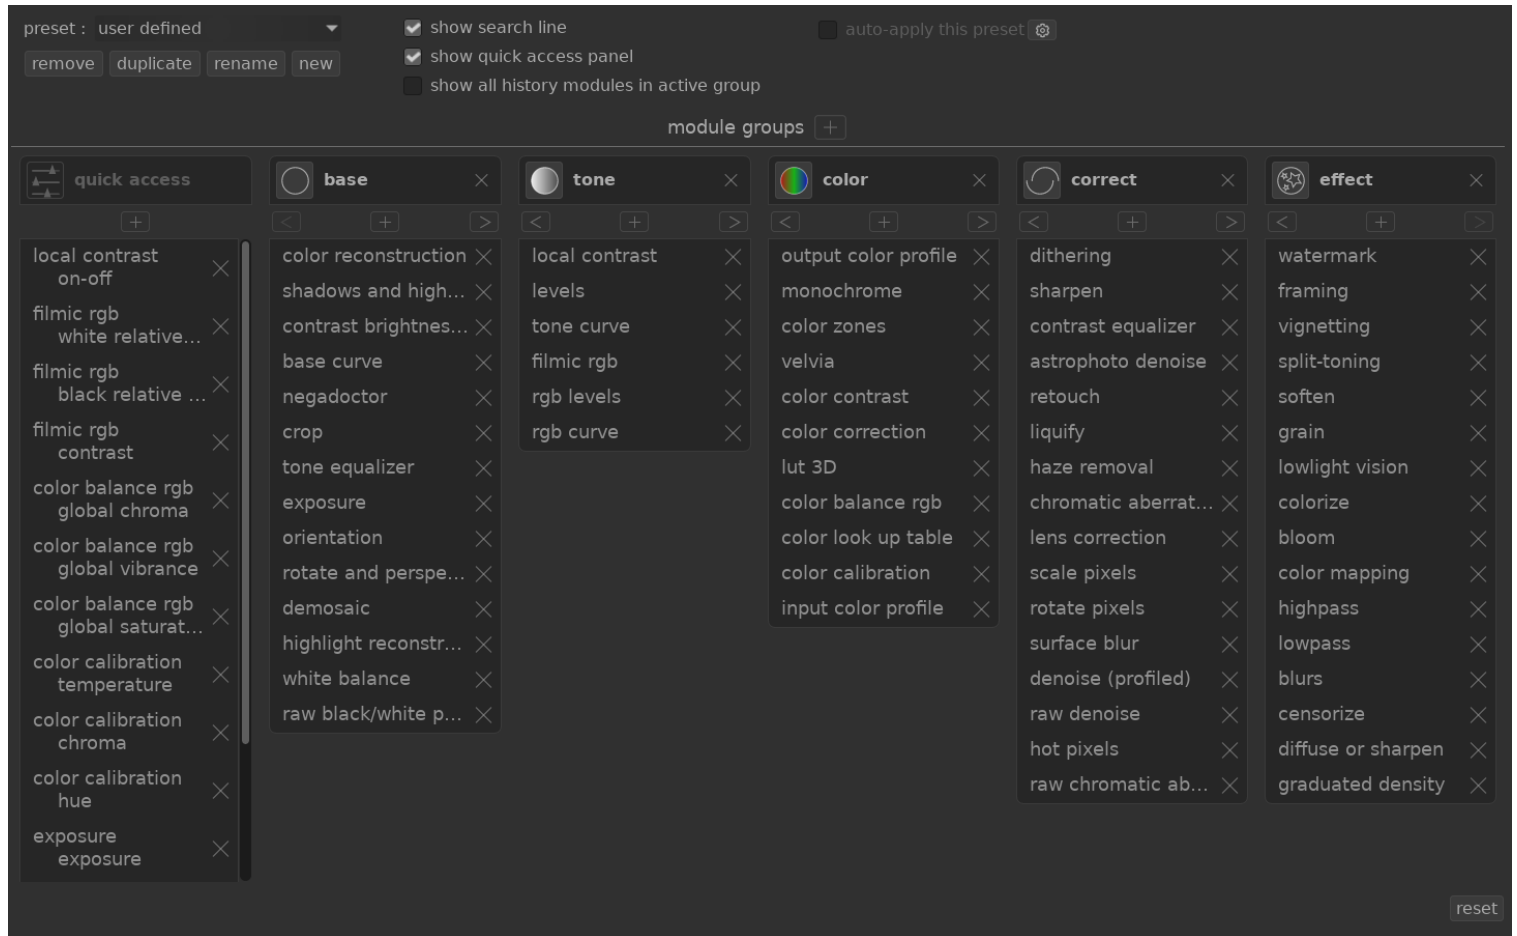 preset : user defined
remove duplicate rename new
show search line
show quick access panel
show all history modules in active group
auto-apply this preset
module groups +
quick access
+
local contrast
on-off
filmic rgb
white relative...
filmic rgb
black relative ...
filmic rgb
contrast
color balance rgb
global chroma
color balance rgb
global vibrance
color balance rgb
global saturat...
color calibration
temperature
color calibration
chroma
color calibration
hue
exposure
exposure
base
< + >
color reconstruction
shadows and high...
contrast brightnes...
base curve
negadoctor
crop
tone equalizer
exposure
orientation
rotate and perspe...
demosaic
highlight reconstr...
white balance
raw black/white p...
tone
< + >
local contrast
levels
tone curve
filmic rgb
rgb levels
rgb curve
color
< + >
output color profile
monochrome
color zones
velvia
color contrast
color correction
lut 3D
color balance rgb
color look up table
color calibration
input color profile
correct
< + >
dithering
sharpen
contrast equalizer
astrophoto denoise
retouch
liquify
haze removal
chromatic aberrat...
lens correction
scale pixels
rotate pixels
surface blur
denoise (profiled)
raw denoise
hot pixels
raw chromatic ab...
effect
< + >
watermark
framing
vignetting
split-toning
soften
grain
lowlight vision
colorize
bloom
color mapping
highpass
lowpass
blurs
censorize
diffuse or sharpen
graduated density
reset